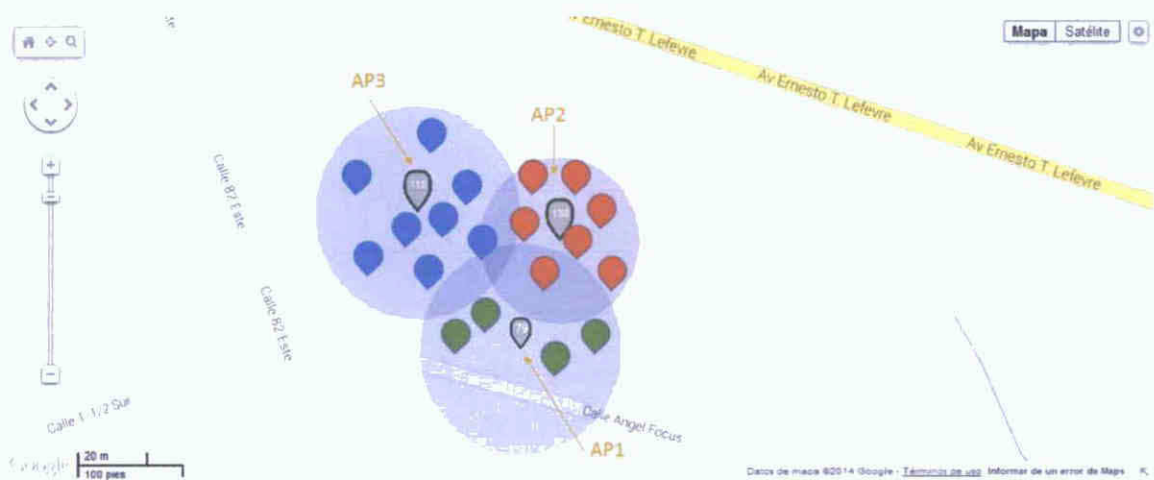 Mapa
Satélite
Av Ernesto T Lefevre
Av Ernesto T Lefevre
Av Ernesto T Lefevre
AP3
AP2
Calle 82 Este
Calle 82 Este
79
Calle 1 1/2 Sur
Calle Angel Focus
AP1
20 m
100 pies
Datos de mapa ©2014 Google - Términos de uso Informar de un error de Maps